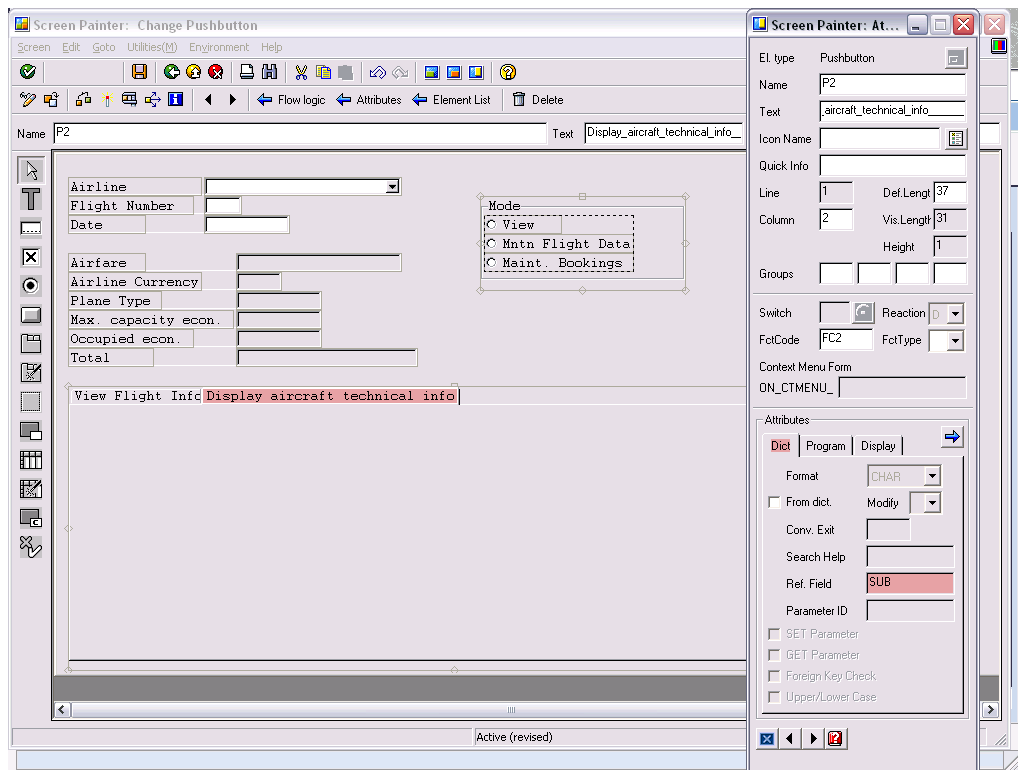 Screen Painter: Change Pushbutton
Screen Edit Goto Utilities(M) Environment Help
Flow logic Attributes Element List Delete
Name P2 Text Display_aircraft_technical_info__
Airline
Flight Number
Date
Mode
View
Mntn Flight Data
Maint. Bookings
Airfare
Airline Currency
Plane Type
Max. capacity econ.
Occupied econ.
Total
View Flight Info Display aircraft technical info
Active (revised)
Screen Painter: At...
El. type Pushbutton
Name P2
Text _aircraft_technical_info______
Icon Name
Quick Info
Line 1 Def.Lengt 37
Column 2 Vis.Length 31
Height 1
Groups
Switch Reaction D
FctCode FC2 FctType
Context Menu Form
ON_CTMENU_
Attributes
Dict Program Display
Format CHAR
From dict. Modify
Conv. Exit
Search Help
Ref. Field SUB
Parameter ID
SET Parameter
GET Parameter
Foreign Key Check
Upper/Lower Case